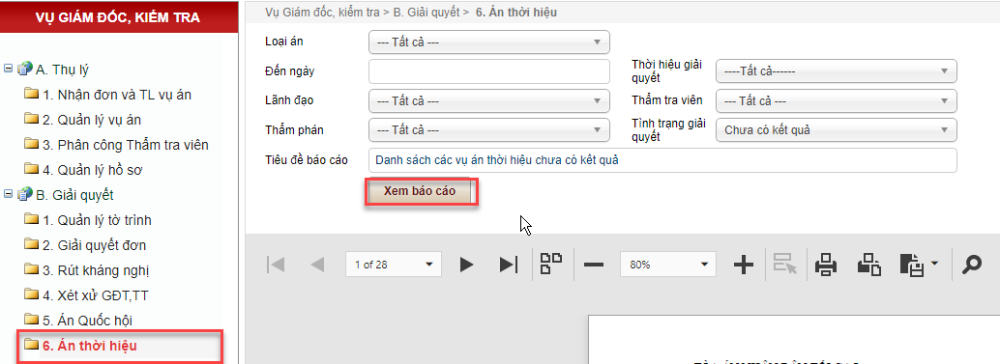 VỤ GIÁM ĐỐC, KIỂM TRA
A. Thụ lý
1. Nhận đơn và TL vụ án
2. Quản lý vụ án
3. Phân công Thẩm tra viên
4. Quản lý hồ sơ
B. Giải quyết
1. Quản lý tờ trình
2. Giải quyết đơn
3. Rút kháng nghị
4. Xét xử GĐT,TT
5. Án Quốc hội
6. Án thời hiệu
Vụ Giám đốc, kiểm tra > B. Giải quyết > 6. Án thời hiệu
Loại án --- Tất cả ---
Đến ngày Thời hiệu giải quyết ----Tất cả------
Lãnh đạo --- Tất cả --- Thẩm tra viên --- Tất cả ---
Thẩm phán --- Tất cả --- Tình trạng giải quyết Chưa có kết quả
Tiêu đề báo cáo Danh sách các vụ án thời hiệu chưa có kết quả
Xem báo cáo
1 of 28 80%